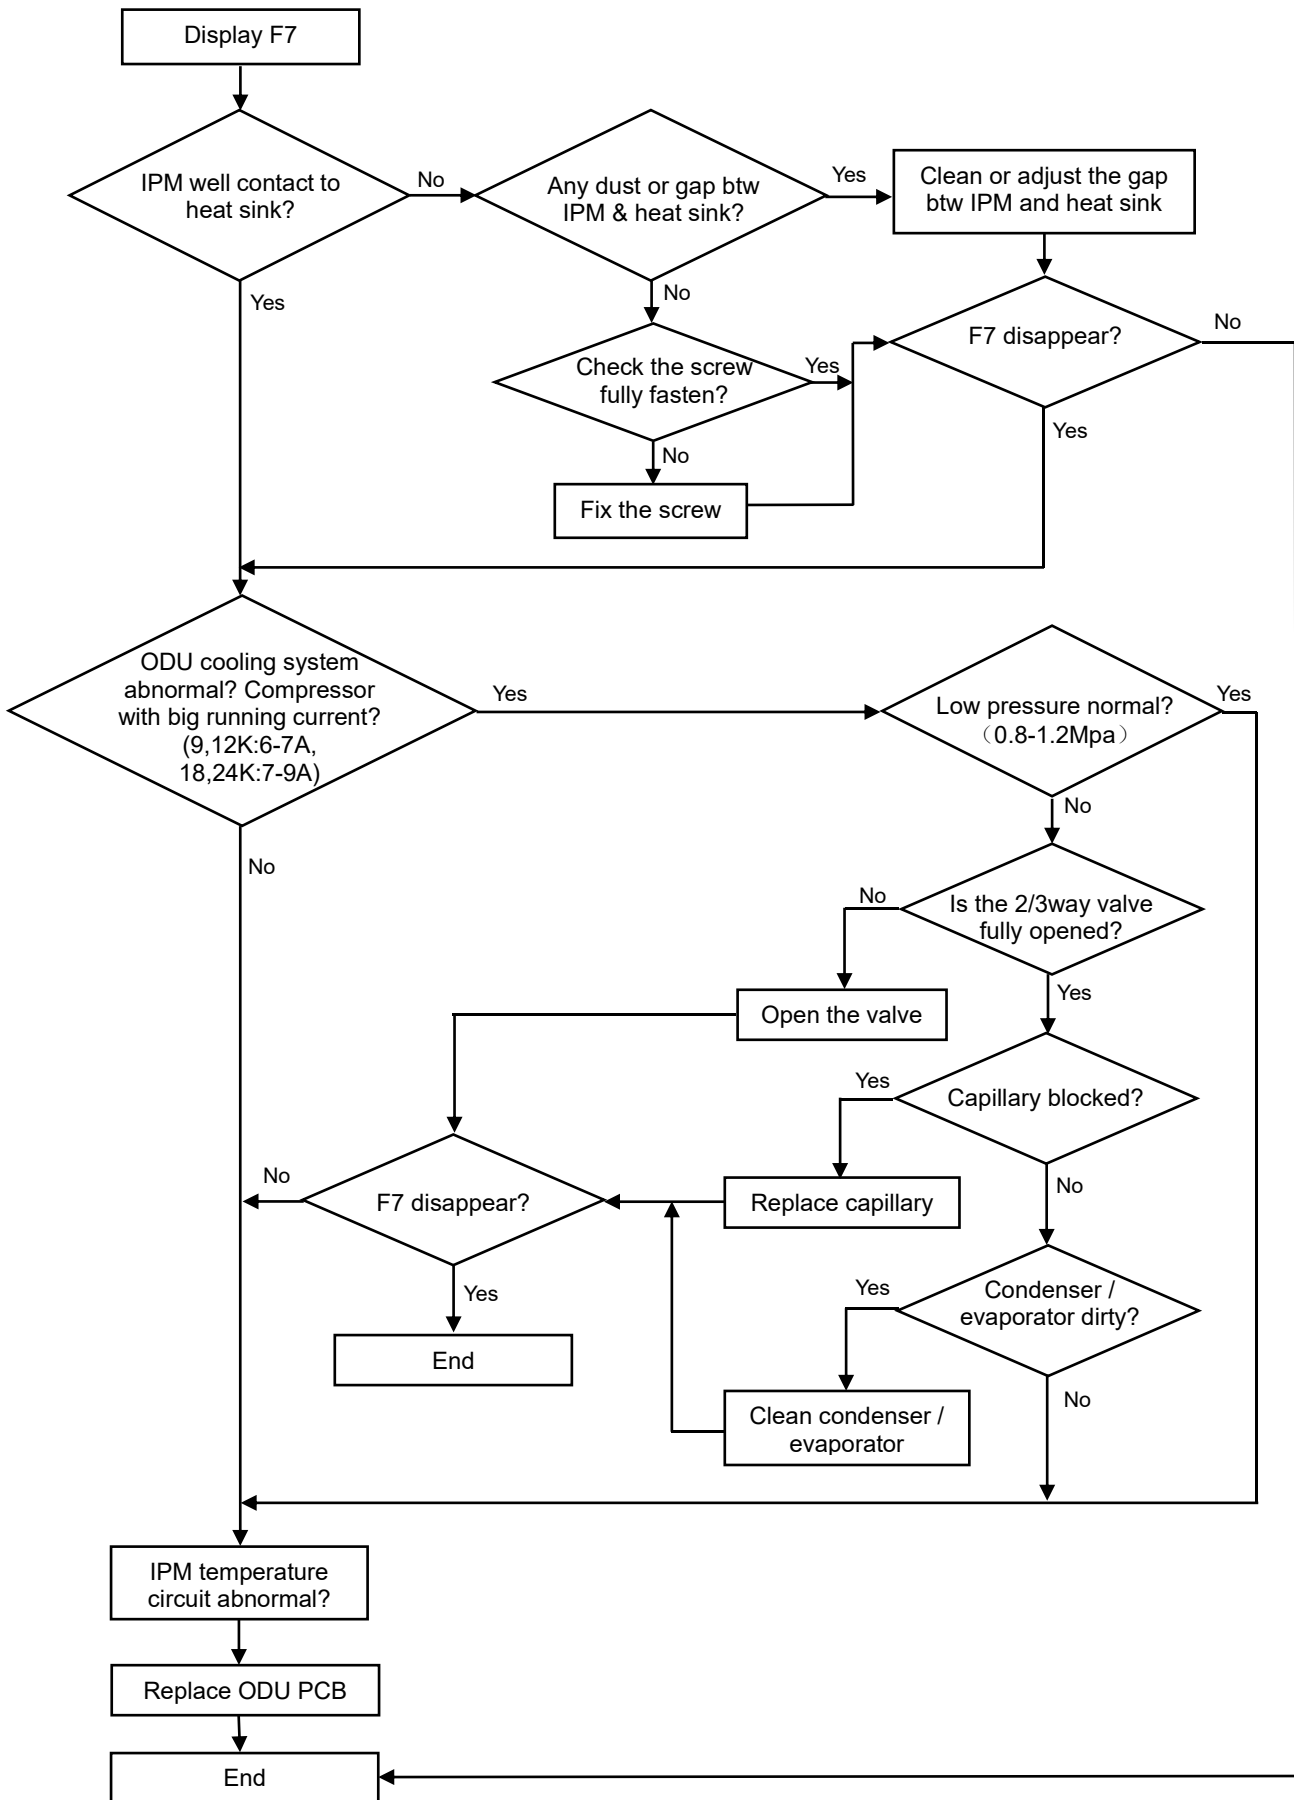 Display F7
IPM well contact to
heat sink?
No
Any dust or gap btw
IPM & heat sink?
Yes
Clean or adjust the gap
btw IPM and heat sink
Yes
No
F7 disappear?
No
Check the screw
fully fasten?
Yes
Yes
No
Fix the screw
ODU cooling system
abnormal? Compressor
with big running current?
(9,12K:6-7A,
18,24K:7-9A)
Yes
Low pressure normal?
（0.8-1.2Mpa）
Yes
No
No
Is the 2/3way valve
fully opened?
No
Yes
Open the valve
Capillary blocked?
Yes
No
Replace capillary
F7 disappear?
No
Yes
End
Condenser /
evaporator dirty?
Yes
No
Clean condenser /
evaporator
IPM temperature
circuit abnormal?
Replace ODU PCB
End